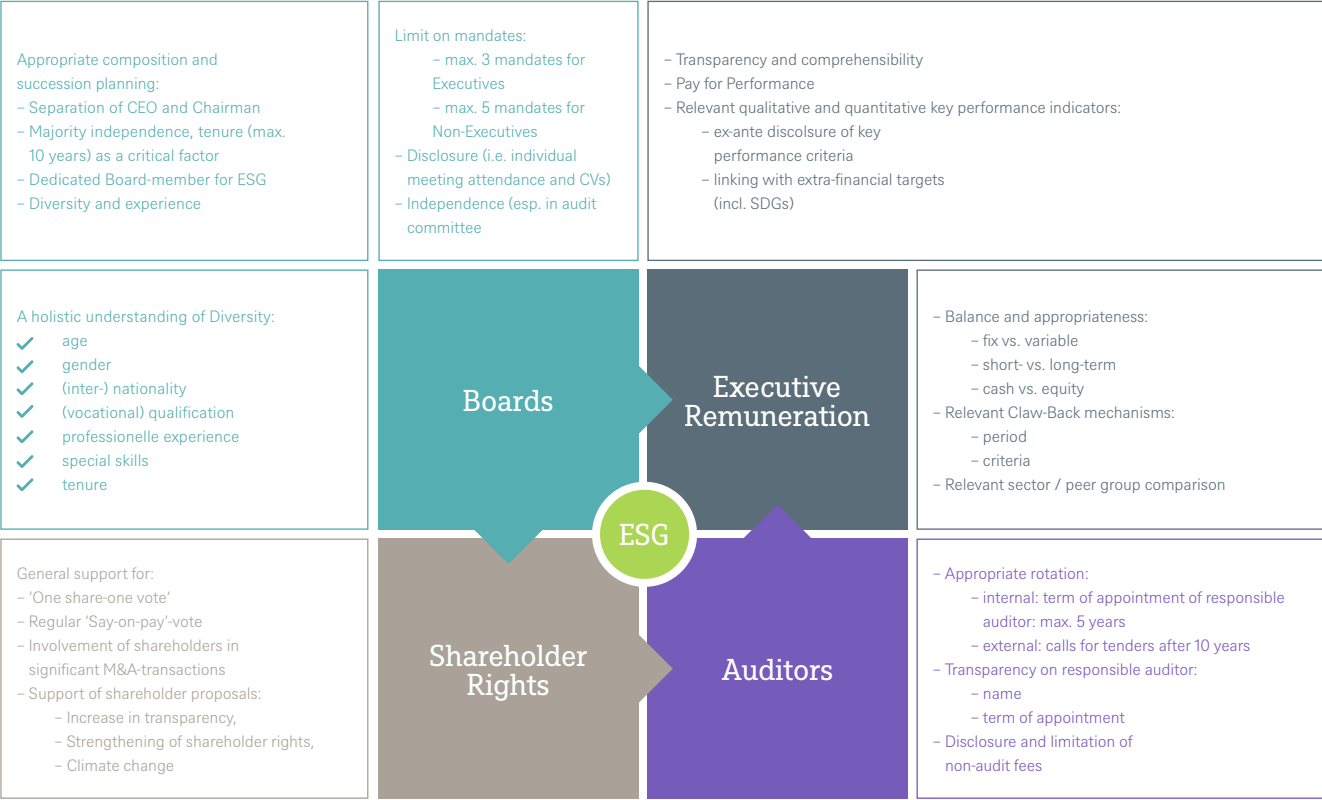 Appropriate composition and
succession planning:
– Separation of CEO and Chairman
– Majority independence, tenure (max.
10 years) as a critical factor
– Dedicated Board-member for ESG
– Diversity and experience
Limit on mandates:
– max. 3 mandates for
Executives
– max. 5 mandates for
Non-Executives
– Disclosure (i.e. individual
meeting attendance and CVs)
– Independence (esp. in audit
committee
– Transparency and comprehensibility
– Pay for Performance
– Relevant qualitative and quantitative key performance indicators:
– ex-ante discolsure of key
performance criteria
– linking with extra-financial targets
(incl. SDGs)
A holistic understanding of Diversity:
age
gender
(inter-) nationality
(vocational) qualification
professionelle experience
special skills
tenure
Boards
Executive
Remuneration
– Balance and appropriateness:
– fix vs. variable
– short- vs. long-term
– cash vs. equity
– Relevant Claw-Back mechanisms:
– period
– criteria
– Relevant sector / peer group comparison
ESG
General support for:
– ‘One share-one vote’
– Regular ‘Say-on-pay’-vote
– Involvement of shareholders in
significant M&A-transactions
– Support of shareholder proposals:
– Increase in transparency,
– Strengthening of shareholder rights,
– Climate change
Shareholder
Rights
Auditors
– Appropriate rotation:
– internal: term of appointment of responsible
auditor: max. 5 years
– external: calls for tenders after 10 years
– Transparency on responsible auditor:
– name
– term of appointment
– Disclosure and limitation of
non-audit fees